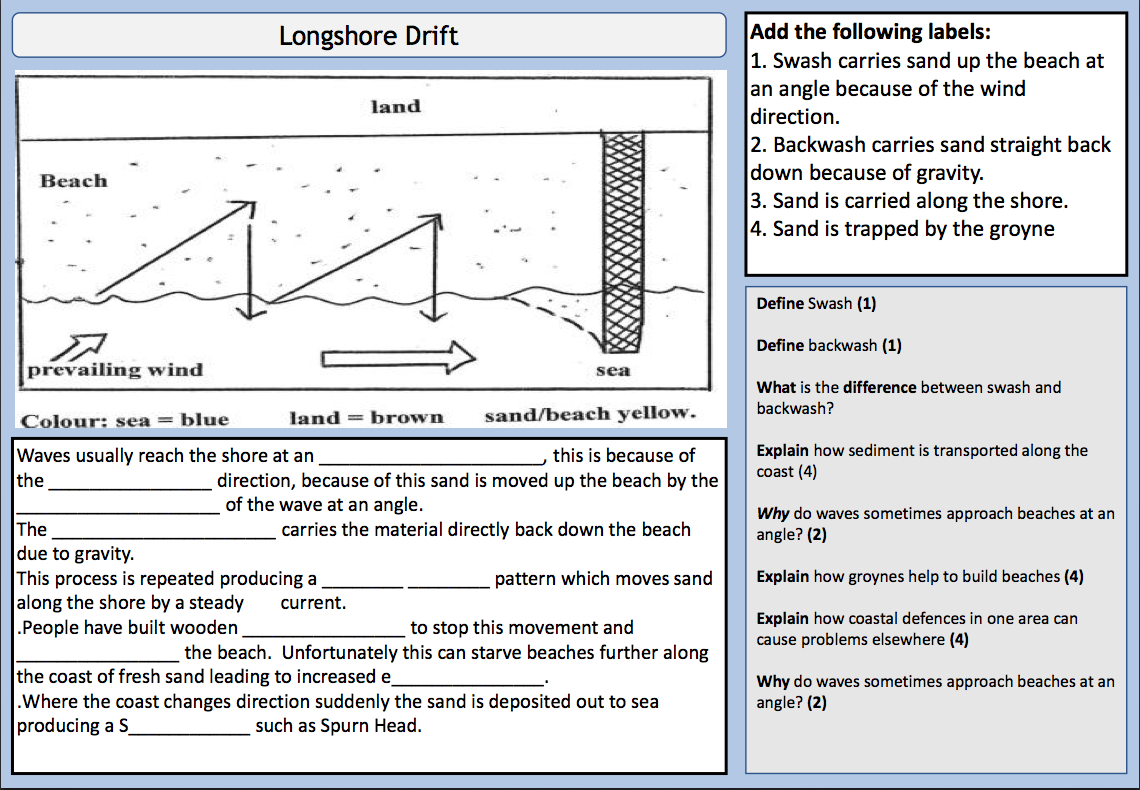 Longshore Drift
land
Beach
prevailing wind
sea
Colour: sea = blue land = brown sand/beach yellow.
Waves usually reach the shore at an ______________________, this is because of
the ________________ direction, because of this sand is moved up the beach by the
____________________ of the wave at an angle.
The ______________________ carries the material directly back down the beach
due to gravity.
This process is repeated producing a ________ ________ pattern which moves sand
along the shore by a steady current.
.People have built wooden ________________ to stop this movement and
________________ the beach. Unfortunately this can starve beaches further along
the coast of fresh sand leading to increased e_______________.
.Where the coast changes direction suddenly the sand is deposited out to sea
producing a S____________ such as Spurn Head.
Add the following labels:
1. Swash carries sand up the beach at
an angle because of the wind
direction.
2. Backwash carries sand straight back
down because of gravity.
3. Sand is carried along the shore.
4. Sand is trapped by the groyne
Define Swash (1)
Define backwash (1)
What is the difference between swash and
backwash?
Explain how sediment is transported along the
coast (4)
Why do waves sometimes approach beaches at an
angle? (2)
Explain how groynes help to build beaches (4)
Explain how coastal defences in one area can
cause problems elsewhere (4)
Why do waves sometimes approach beaches at an
angle? (2)